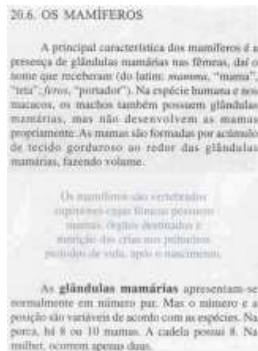 20.6. OS MAMÍFEROS
A principal característica dos mamíferos é a
presença de glândulas mamárias nas fêmeas, daí o
nome que receberam (do latim: mamma, "mama",
"teta"; feros, "portador"). Na espécie humana e nos
macacos, os machos também possuem glândulas
mamárias, mas não desenvolvem as mamas
propriamente. As mamas são formadas por acúmulo
de tecido gorduroso ao redor das glândulas
mamárias, fazendo volume.
Os mamíferos são vertebrados
superiores cujas fêmeas possuem
mamas, órgãos destinados à
nutrição das crias nos primeiros
períodos de vida, após o nascimento.
As glândulas mamárias apresentam-se
normalmente em número par. Mas o número e a
posição são variáveis de acordo com as espécies. Na
porca, há 8 ou 10 mamas. A cadela possui 8. Na
mulher, ocorrem apenas duas.